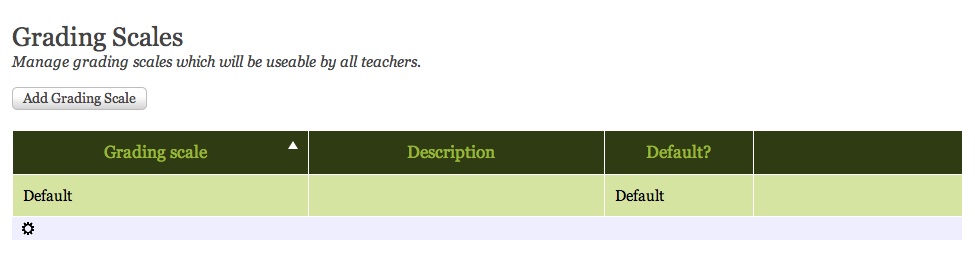 Grading Scales
Manage grading scales which will be useable by all teachers.
Add Grading Scale
Grading scale Description Default?
Default Default